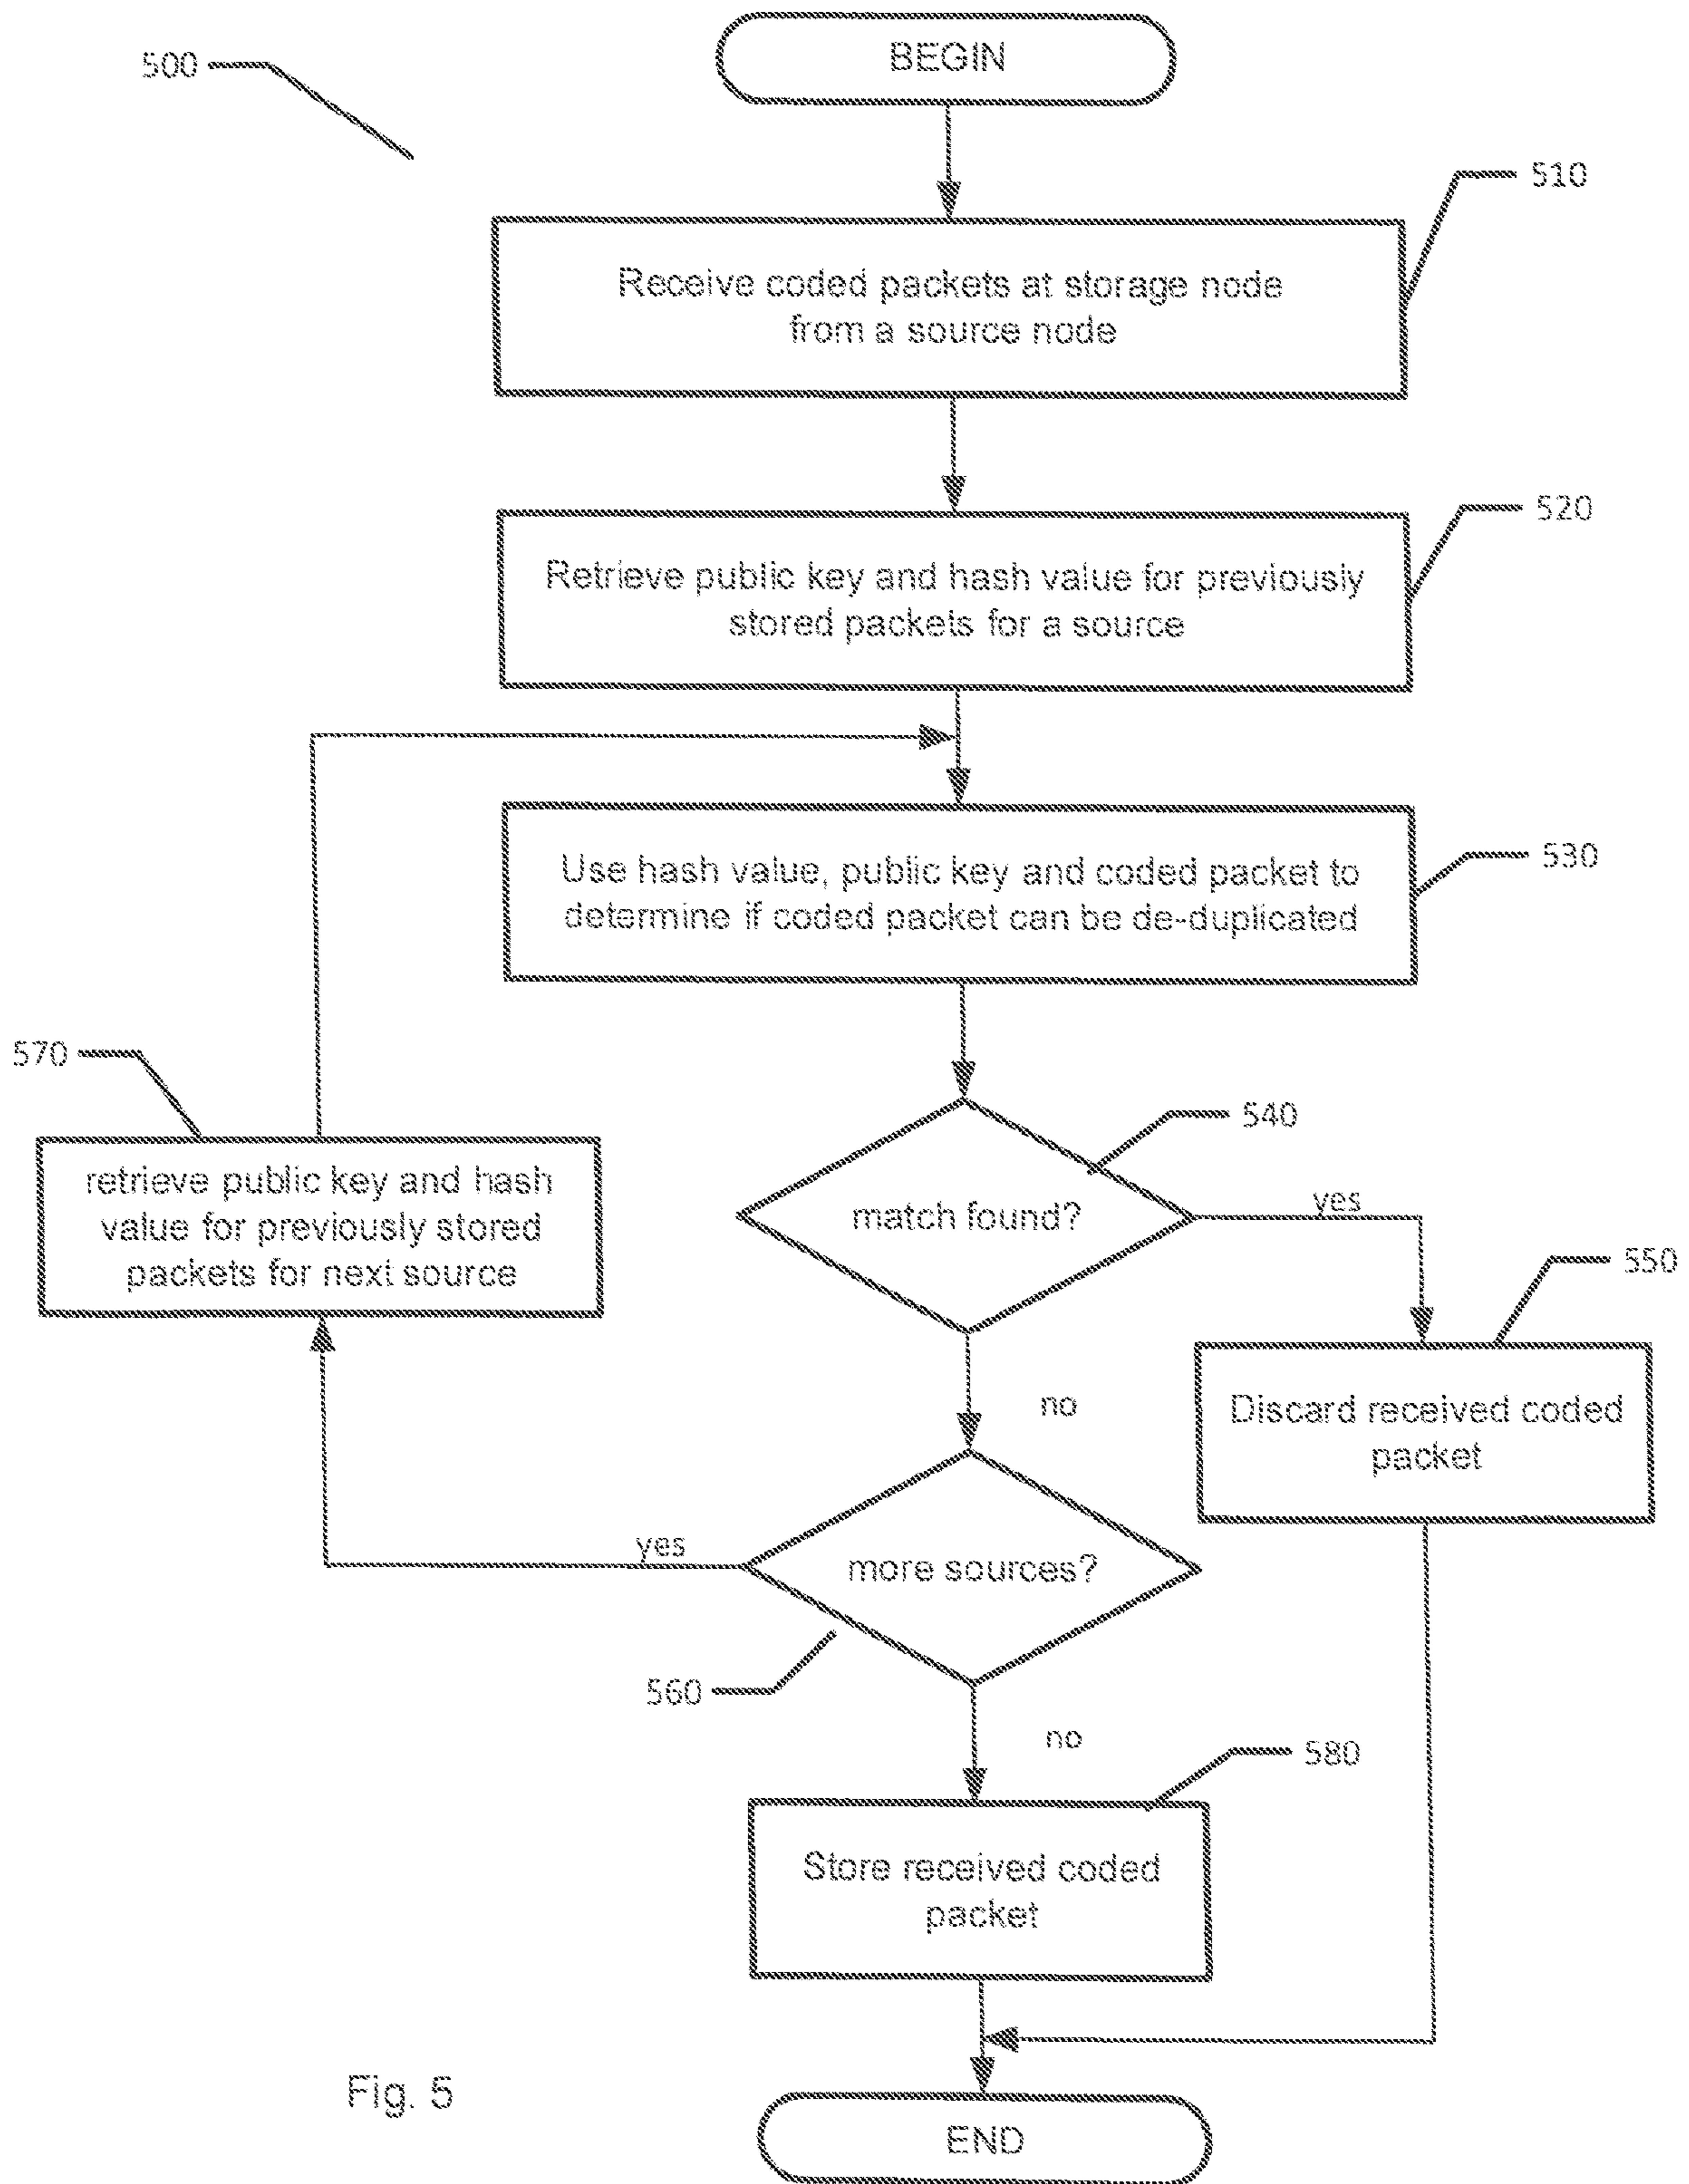 BEGIN
500
510
Receive coded packets at storage node
from a source node
520
Retrieve public key and hash value for previously
stored packets for a source
530
Use hash value, public key and coded packet to
determine if coded packet can be de-duplicated
570
retrieve public key and hash
value for previously stored
packets for next source
540
match found?
yes
550
Discard received coded
packet
no
yes
more sources?
560
no
580
Store received coded
packet
Fig. 5
END